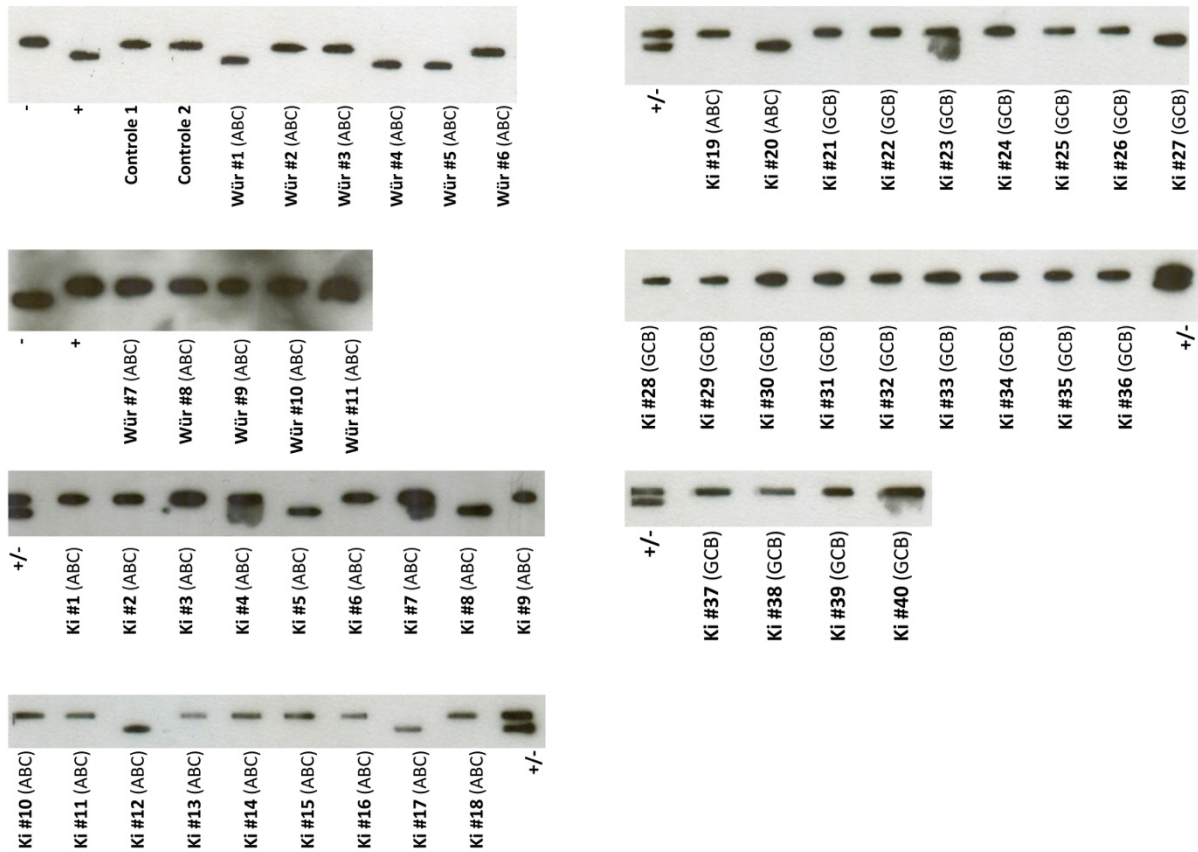 -
+
Controle 1
Controle 2
Wür #1 (ABC)
Wür #2 (ABC)
Wür #3 (ABC)
Wür #4 (ABC)
Wür #5 (ABC)
Wür #6 (ABC)
-
+
Wür #7 (ABC)
Wür #8 (ABC)
Wür #9 (ABC)
Wür #10 (ABC)
Wür #11 (ABC)
+/-
Ki #1 (ABC)
Ki #2 (ABC)
Ki #3 (ABC)
Ki #4 (ABC)
Ki #5 (ABC)
Ki #6 (ABC)
Ki #7 (ABC)
Ki #8 (ABC)
Ki #9 (ABC)
Ki #10 (ABC)
Ki #11 (ABC)
Ki #12 (ABC)
Ki #13 (ABC)
Ki #14 (ABC)
Ki #15 (ABC)
Ki #16 (ABC)
Ki #17 (ABC)
Ki #18 (ABC)
+/-
+/-
Ki #19 (ABC)
Ki #20 (ABC)
Ki #21 (GCB)
Ki #22 (GCB)
Ki #23 (GCB)
Ki #24 (GCB)
Ki #25 (GCB)
Ki #26 (GCB)
Ki #27 (GCB)
Ki #28 (GCB)
Ki #29 (GCB)
Ki #30 (GCB)
Ki #31 (GCB)
Ki #32 (GCB)
Ki #33 (GCB)
Ki #34 (GCB)
Ki #35 (GCB)
Ki #36 (GCB)
+/-
+/-
Ki #37 (GCB)
Ki #38 (GCB)
Ki #39 (GCB)
Ki #40 (GCB)